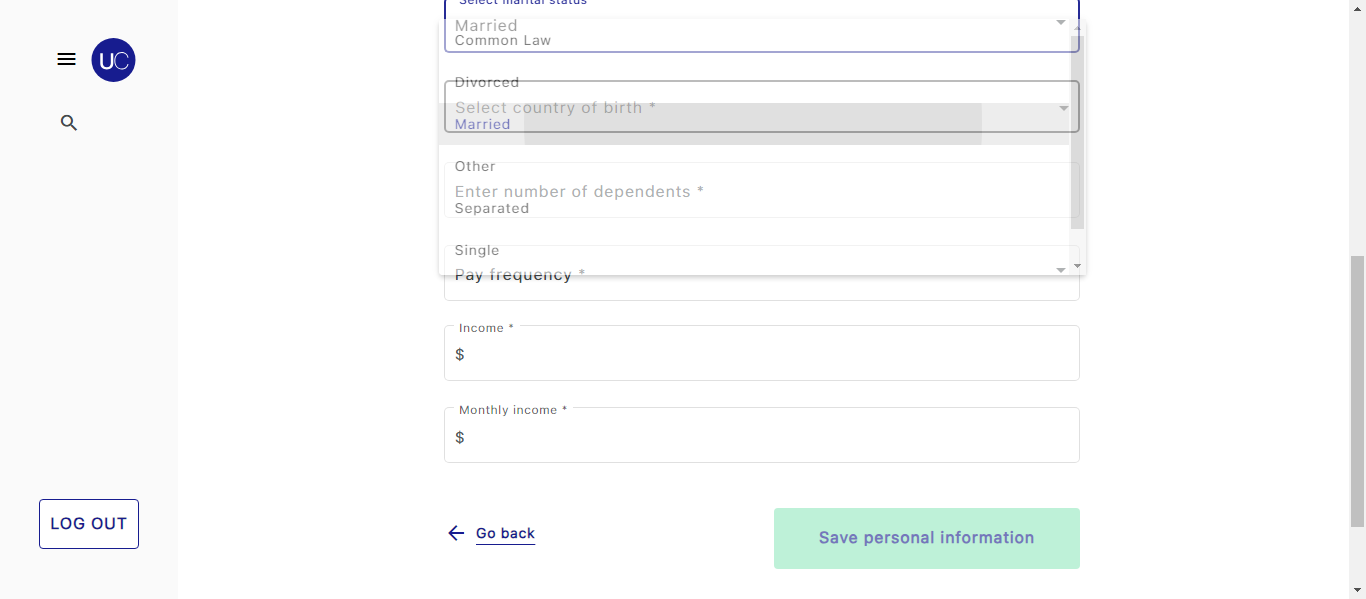 Select marital status
UC
Married
Common Law
Divorced
Select country of birth *
Married
Other
Enter number of dependents *
Separated
Single
Pay frequency *
Income *
$
Monthly income *
$
LOG OUT
Go back
Save personal information